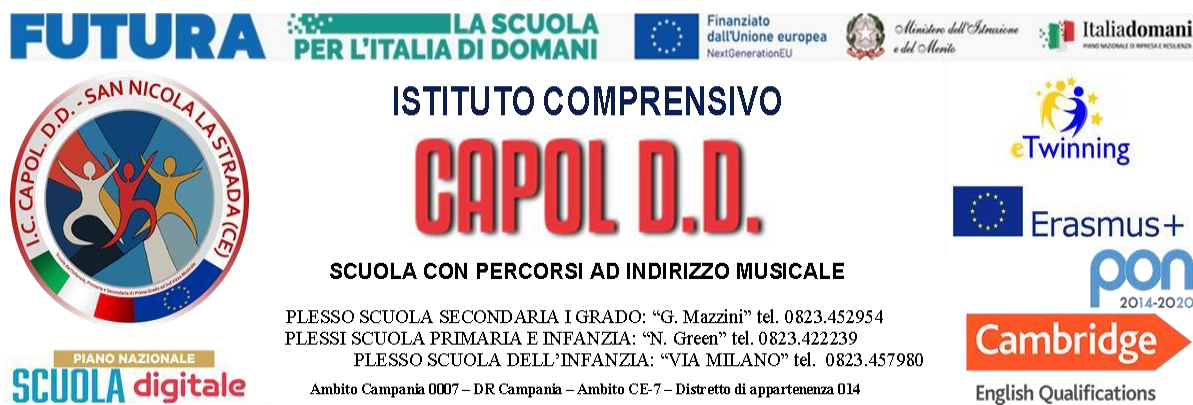 FUTURA
LA SCUOLA
PER L'ITALIA DI DOMANI
Finanziato
dall'Unione europea
NextGenerationEU
Ministero dell'Istruzione
e del Merito
Italiadomani
PIANO NAZIONALE DI RIPRESA E RESILIENZA
I.C. CAPOL. D.D. - SAN NICOLA LA STRADA (CE)
ISTITUTO COMPRENSIVO
CAPOL D.D.
SCUOLA CON PERCORSI AD INDIRIZZO MUSICALE
PLESSO SCUOLA SECONDARIA I GRADO: “G. Mazzini” tel. 0823.452954
PLESSI SCUOLA PRIMARIA E INFANZIA: “N. Green” tel. 0823.422239
PLESSO SCUOLA DELL’INFANZIA: “VIA MILANO” tel. 0823.457980
Ambito Campania 0007 – DR Campania – Ambito CE-7 – Distretto di appartenenza 014
PIANO NAZIONALE
SCUOLA digitale
eTwinning
Erasmus+
pon
2014-2020
Cambridge
English Qualifications